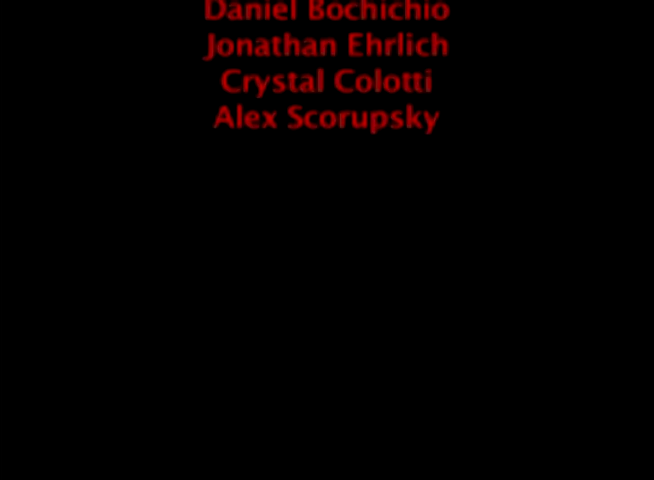 Daniel Bochichio
Jonathan Ehrlich
Crystal Colotti
Alex Scorupsky